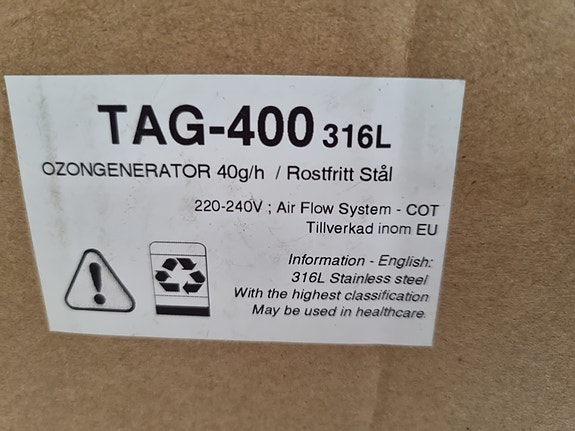 TAG-400 316L
OZONGENERATOR 40g/h / Rostfritt Stål
220-240V ; Air Flow System - COT
Tillverkad inom EU
Information - English:
316L Stainless steel
With the highest classification
May be used in healthcare.